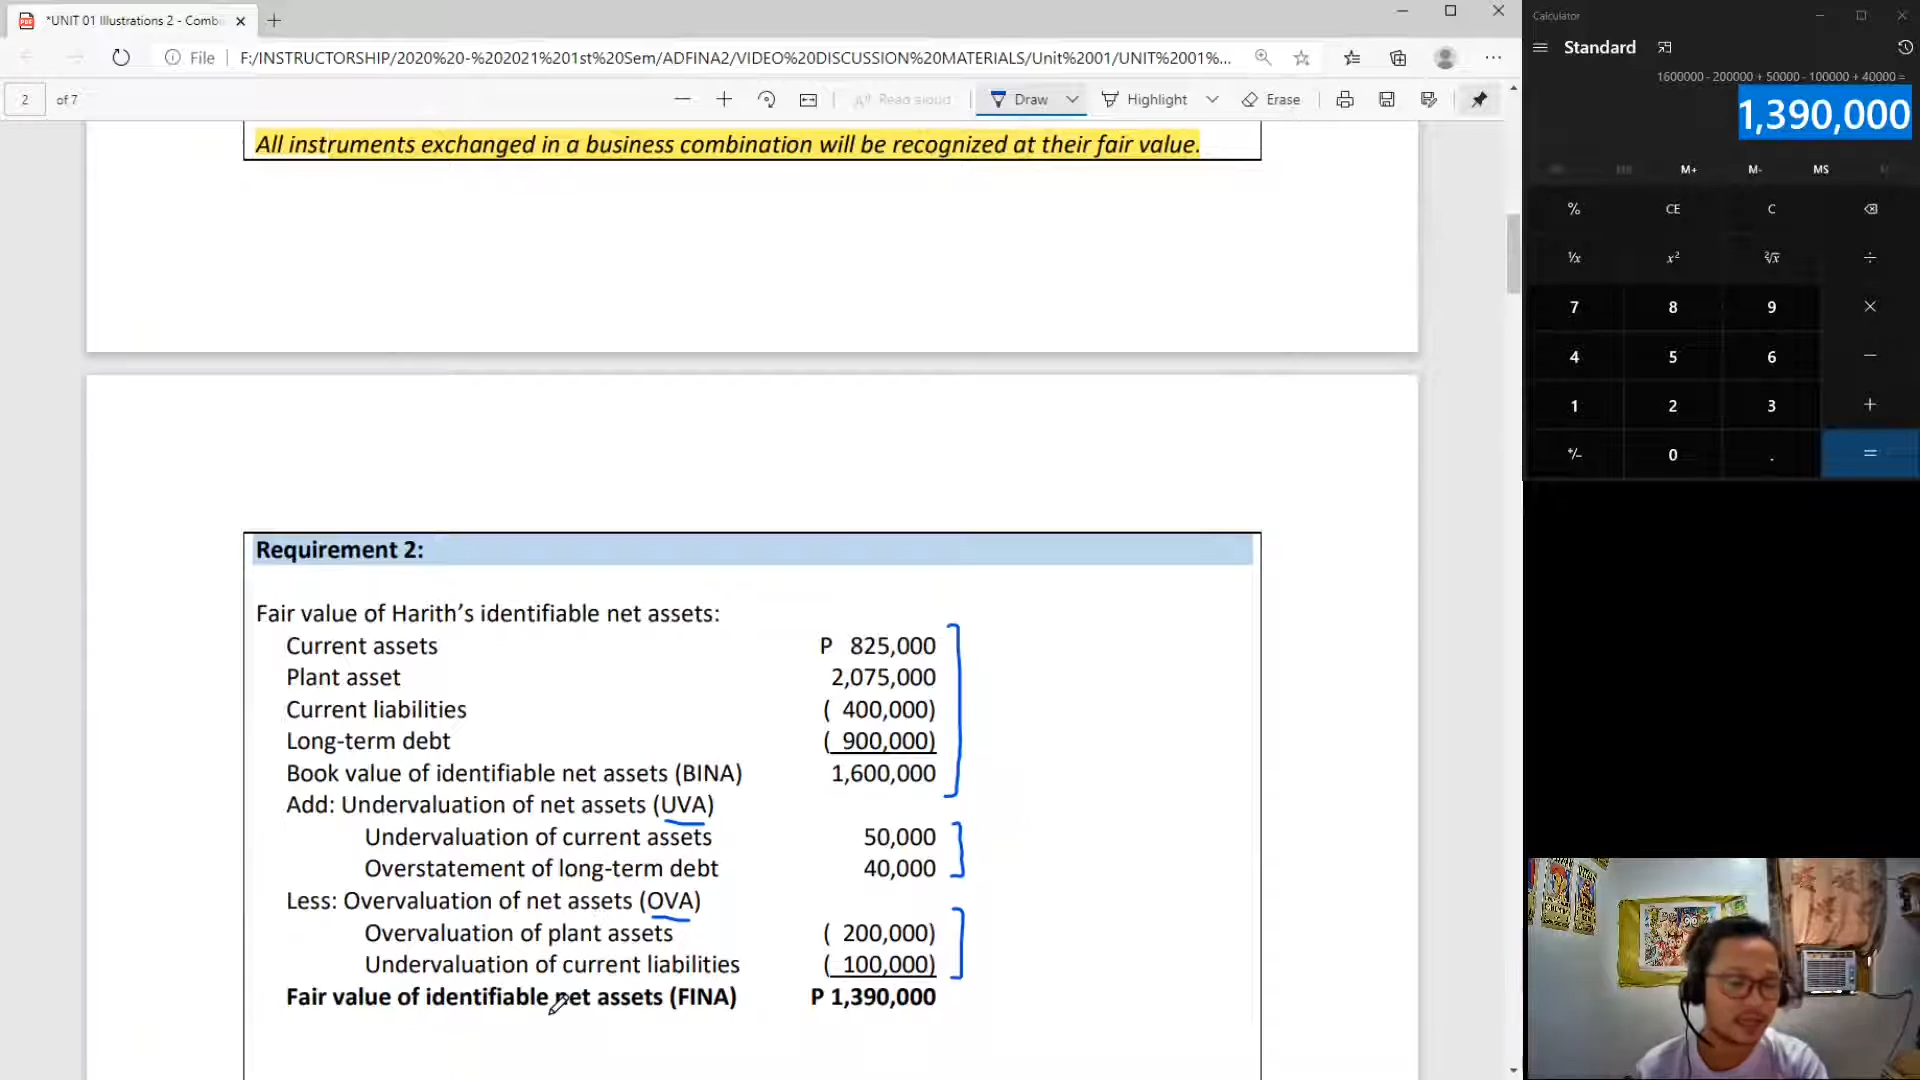 *UNIT 01 Illustrations 2 - Combi
File
F:/INSTRUCTORSHIP/2020%20-%202021%201st%20Sem/ADFINA2/VIDEO%20DISCUSSION%20MATERIALS/Unit%2001/UNIT%2001%...
2 of 7
Read aloud
Draw
Highlight
Erase
All instruments exchanged in a business combination will be recognized at their fair value.
Requirement 2:
Fair value of Harith's identifiable net assets:
Current assets P 825,000
Plant asset 2,075,000
Current liabilities ( 400,000)
Long-term debt ( 900,000)
Book value of identifiable net assets (BINA) 1,600,000
Add: Undervaluation of net assets (UVA)
Undervaluation of current assets 50,000
Overstatement of long-term debt 40,000
Less: Overvaluation of net assets (OVA)
Overvaluation of plant assets ( 200,000)
Undervaluation of current liabilities ( 100,000)
Fair value of identifiable net assets (FINA) P 1,390,000
Calculator
Standard
1600000 - 200000 + 50000 - 100000 + 40000 =
1,390,000
M+ M- MS
% CE C
1/x x² ²√x ÷
7 8 9 ×
4 5 6 −
1 2 3 +
+/- 0 . =